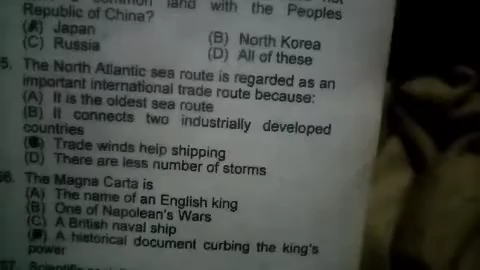 common land with the Peoples
Republic of China?
(A) Japan
(B) North Korea
(C) Russia
(D) All of these
5. The North Atlantic sea route is regarded as an
important international trade route because:
(A) It is the oldest sea route
(B) It connects two industrially developed
countries
(C) Trade winds help shipping
(D) There are less number of storms
66. The Magna Carta is
(A) The name of an English king
(B) One of Napolean's Wars
(C) A British naval ship
(D) A historical document curbing the king's
power